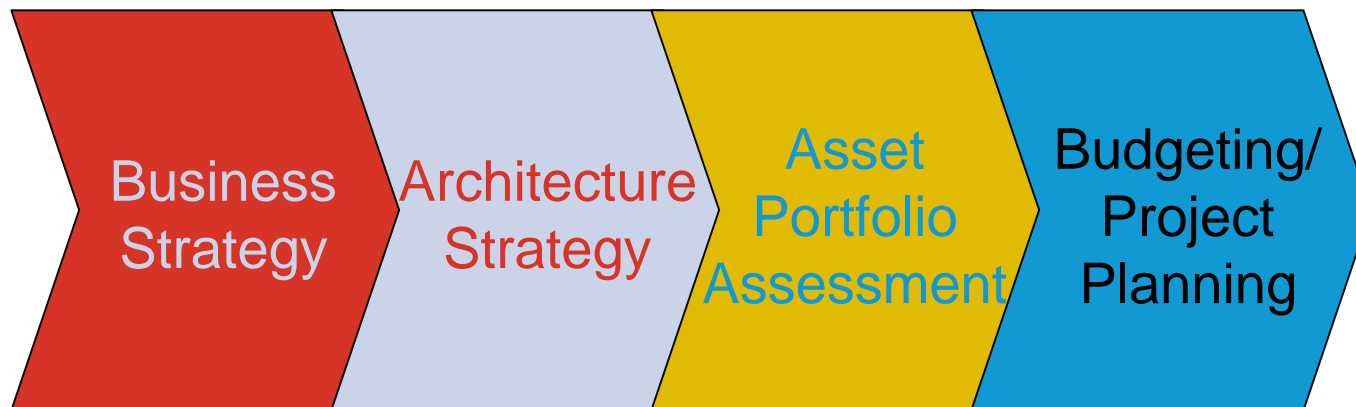 Business
Strategy
Architecture
Strategy
Asset
Portfolio
Assessment
Budgeting/
Project
Planning